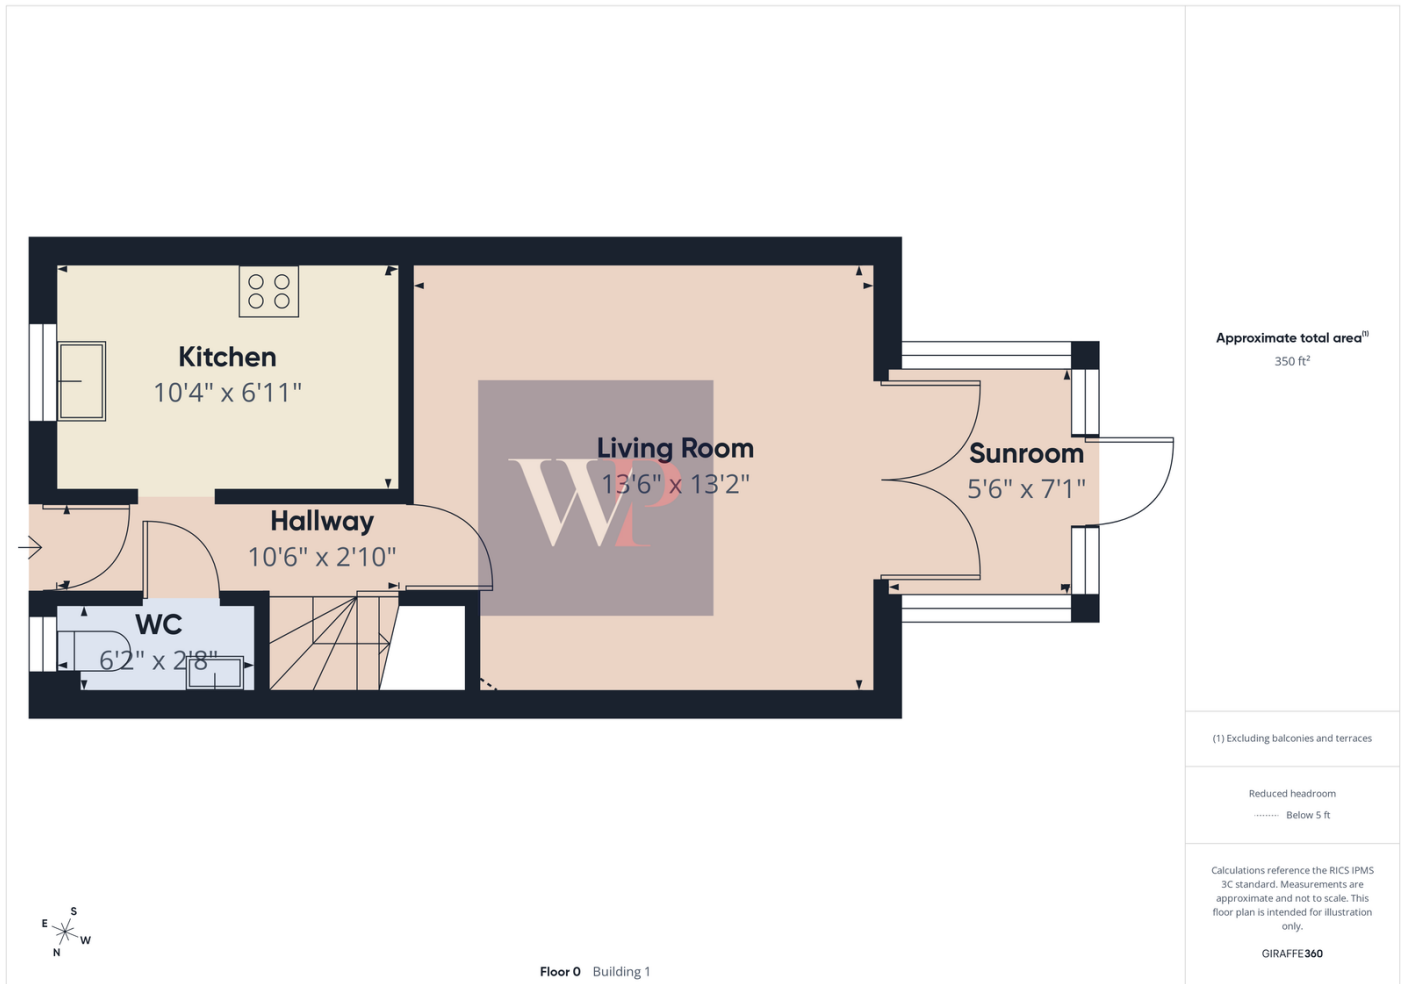 Kitchen
10'4" x 6'11"
Living Room
13'6" x 13'2"
Sunroom
5'6" x 7'1"
Hallway
10'6" x 2'10"
WC
6'2" x 2'8"
WP
Approximate total area(1)
350 ft²
(1) Excluding balconies and terraces
Reduced headroom
Below 5 ft
Calculations reference the RICS IPMS
3C standard. Measurements are
approximate and not to scale. This
floor plan is intended for illustration
only.
GIRAFFE360
S
E
W
N
Floor 0 Building 1